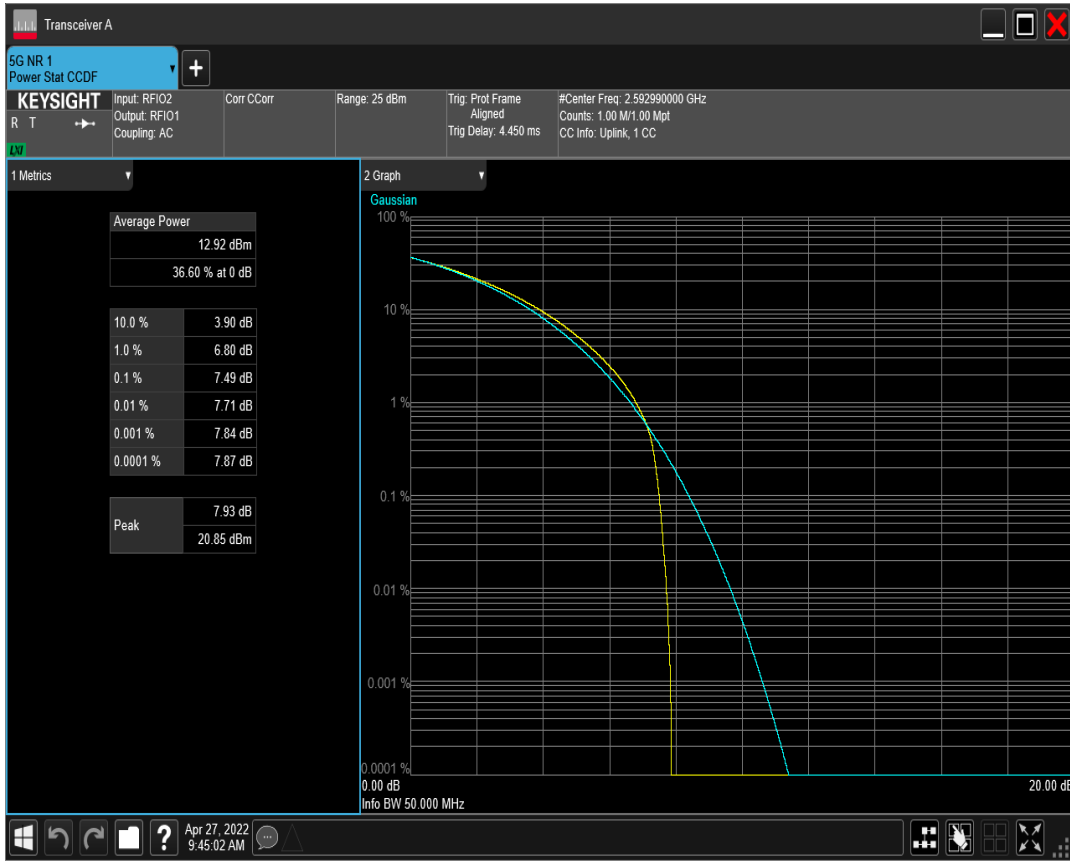 Transceiver A
5G NR 1
Power Stat CCDF
KEYSIGHT
R T
LXI
Input: RFIO2
Output: RFIO1
Coupling: AC
Corr CCorr
Range: 25 dBm
Trig: Prot Frame
Aligned
Trig Delay: 4.450 ms
#Center Freq: 2.592990000 GHz
Counts: 1.00 M/1.00 Mpt
CC Info: Uplink, 1 CC
1 Metrics
Average Power
12.92 dBm
36.60 % at 0 dB
10.0 % 3.90 dB
1.0 % 6.80 dB
0.1 % 7.49 dB
0.01 % 7.71 dB
0.001 % 7.84 dB
0.0001 % 7.87 dB
Peak 7.93 dB
20.85 dBm
2 Graph
Gaussian
100 %
10 %
1 %
0.1 %
0.01 %
0.001 %
0.0001 %
0.00 dB 20.00 dB
Info BW 50.000 MHz
Apr 27, 2022
9:45:02 AM